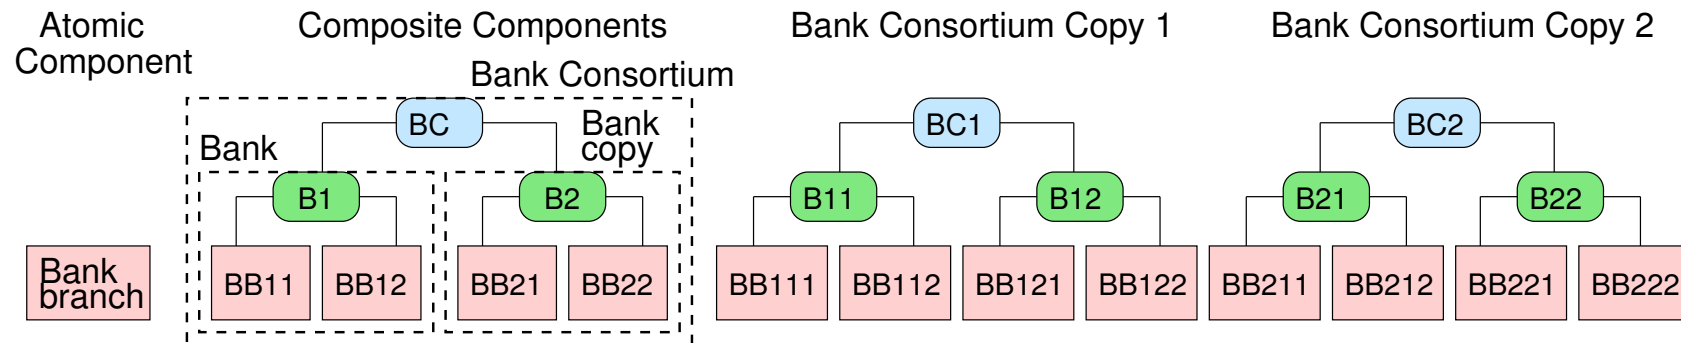 Atomic
Component
Composite Components
Bank Consortium Copy 1
Bank Consortium Copy 2
Bank Consortium
BC
Bank
copy
Bank
BC1
BC2
B1
B2
B11
B12
B21
B22
Bank
branch
BB11
BB12
BB21
BB22
BB111
BB112
BB121
BB122
BB211
BB212
BB221
BB222